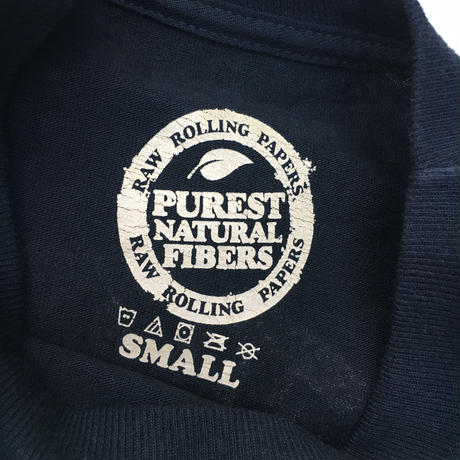 RAW ROLLING PAPERS
PUREST
NATURAL
FIBERS
RAW ROLLING PAPERS
SMALL